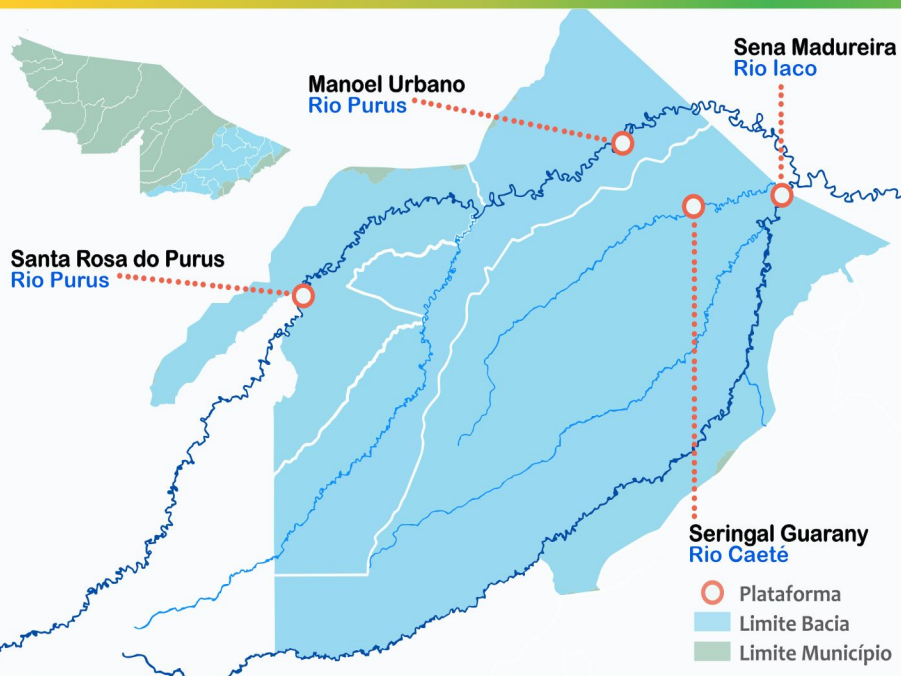 Sena Madureira
Rio Iaco
Manoel Urbano
Rio Purus
Santa Rosa do Purus
Rio Purus
Seringal Guarany
Rio Caeté
Plataforma
Limite Bacia
Limite Município